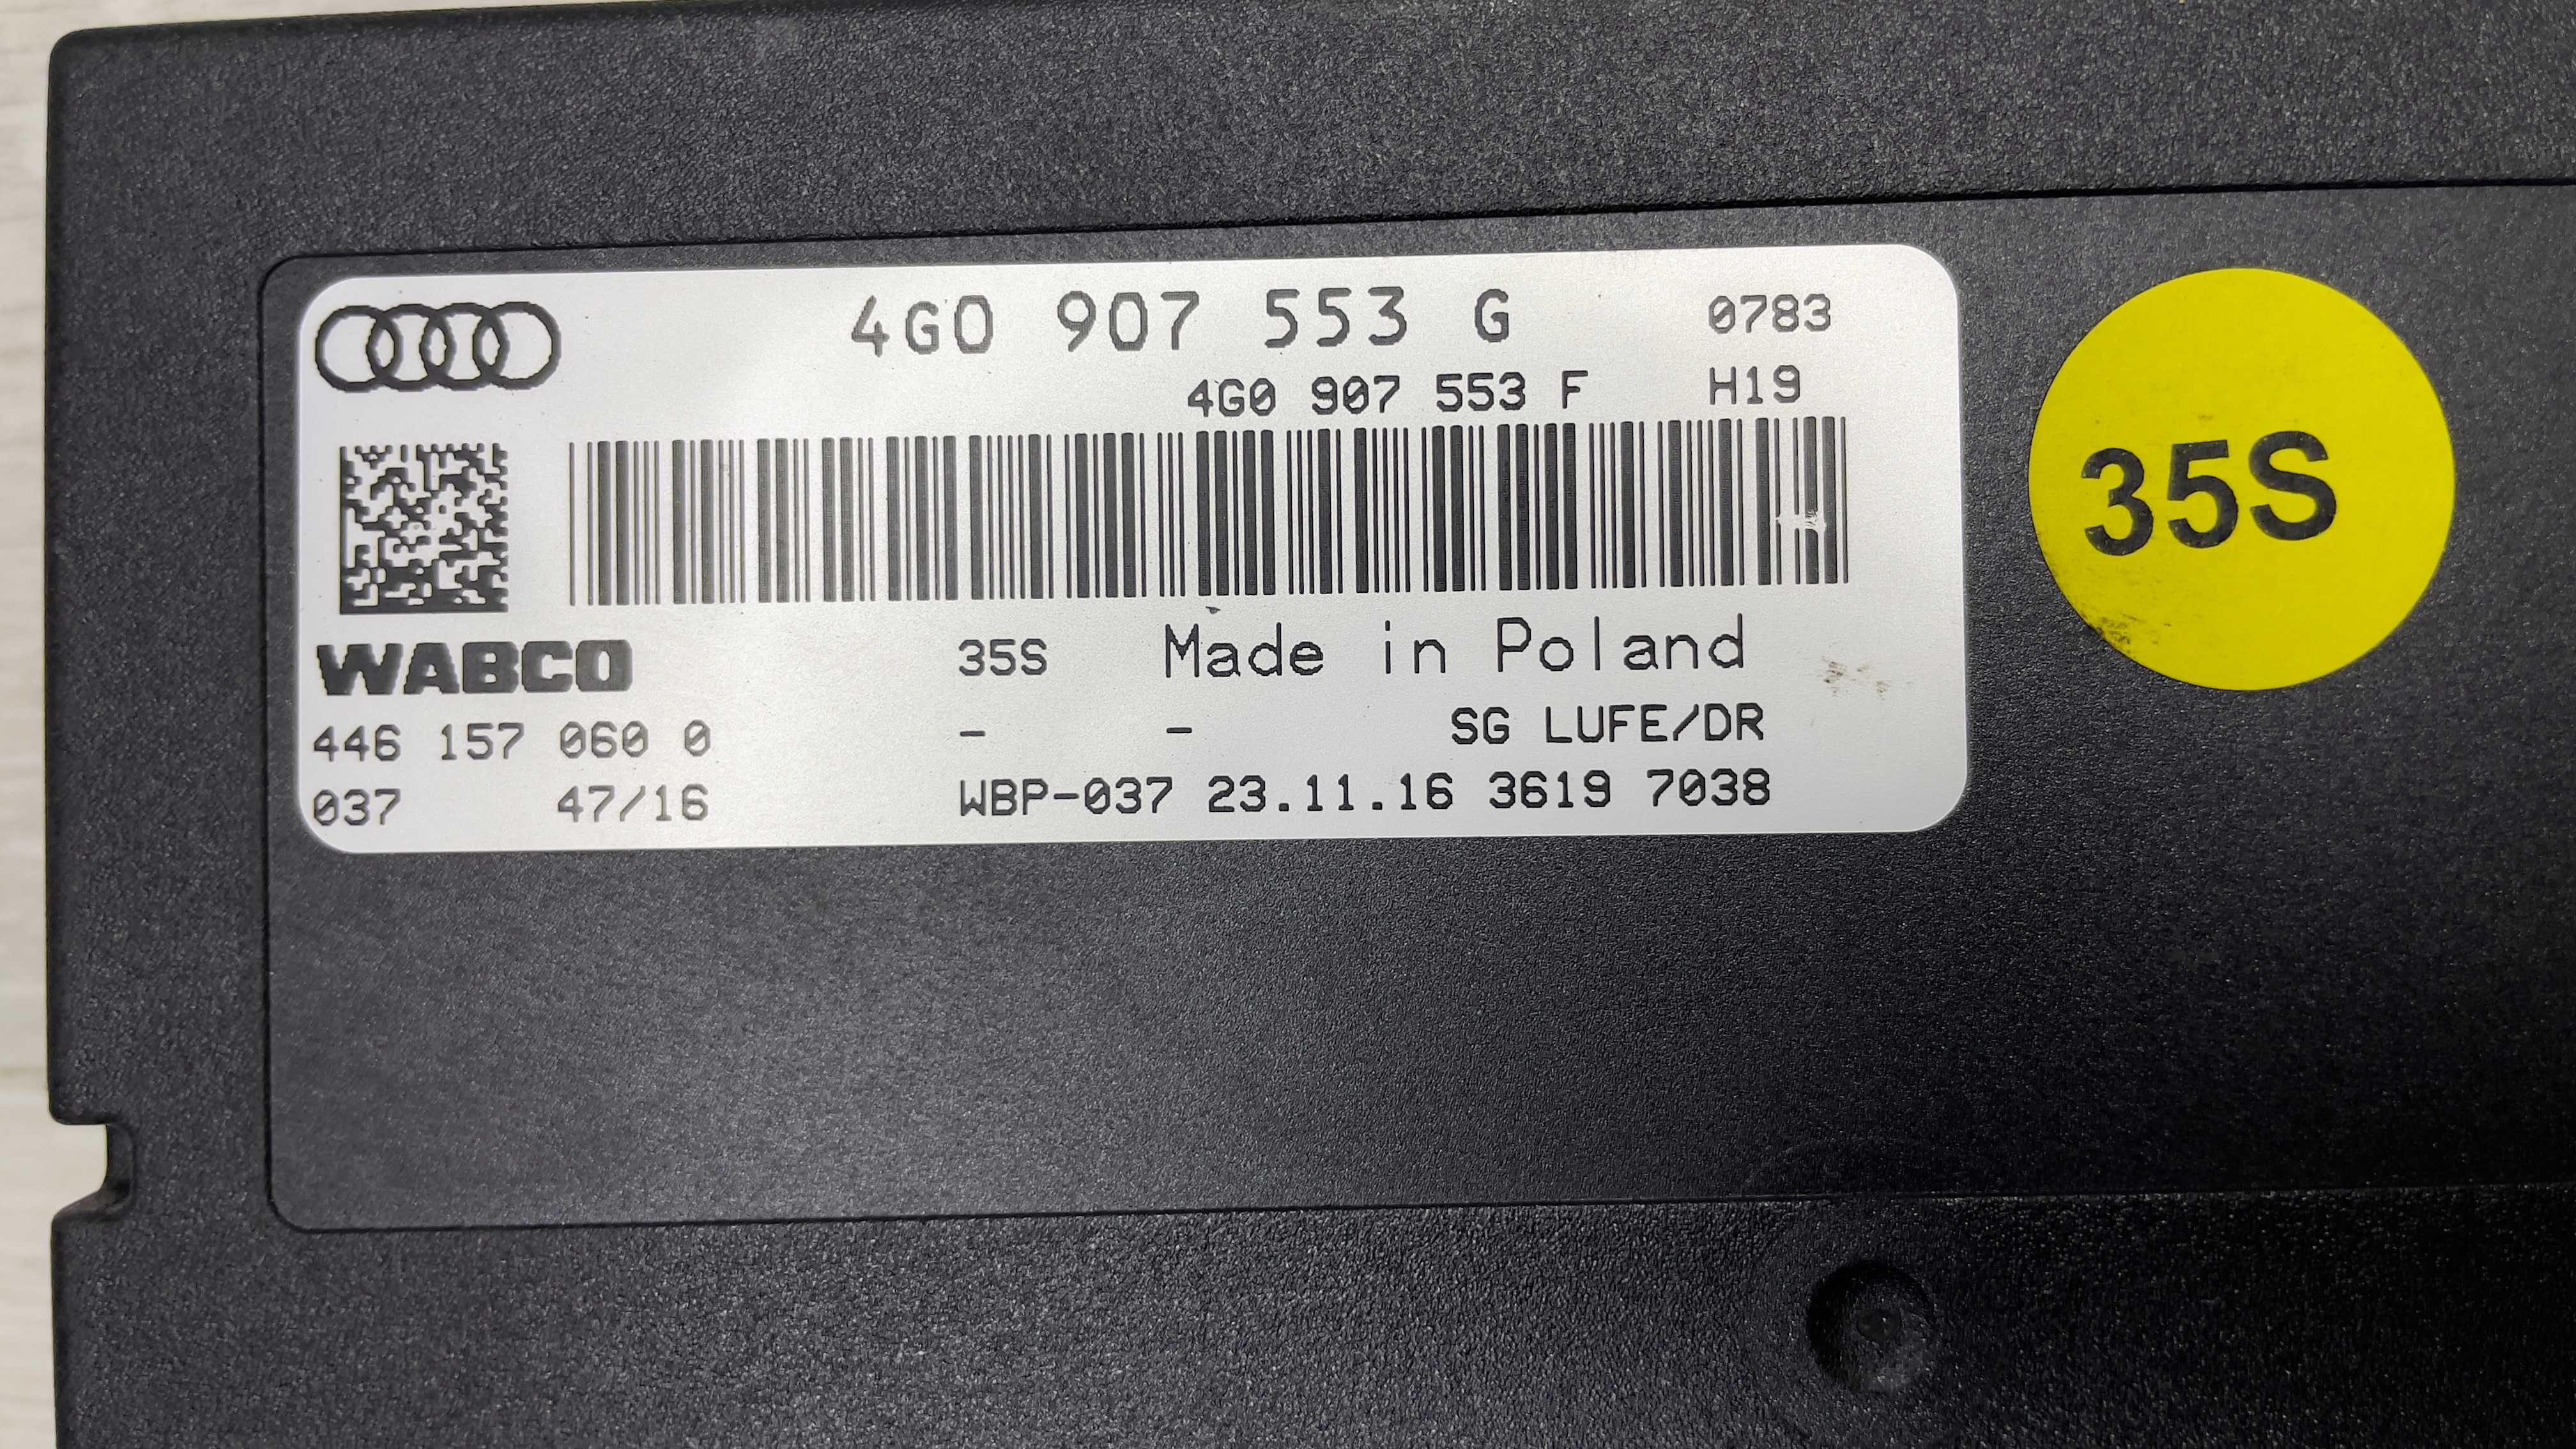 4G0 907 553 G 0783
4G0 907 553 F H19
35S
WABCO 35S Made in Poland
446 157 060 0 - - SG LUFE/DR
037 47/16 WBP-037 23.11.16 3619 7038